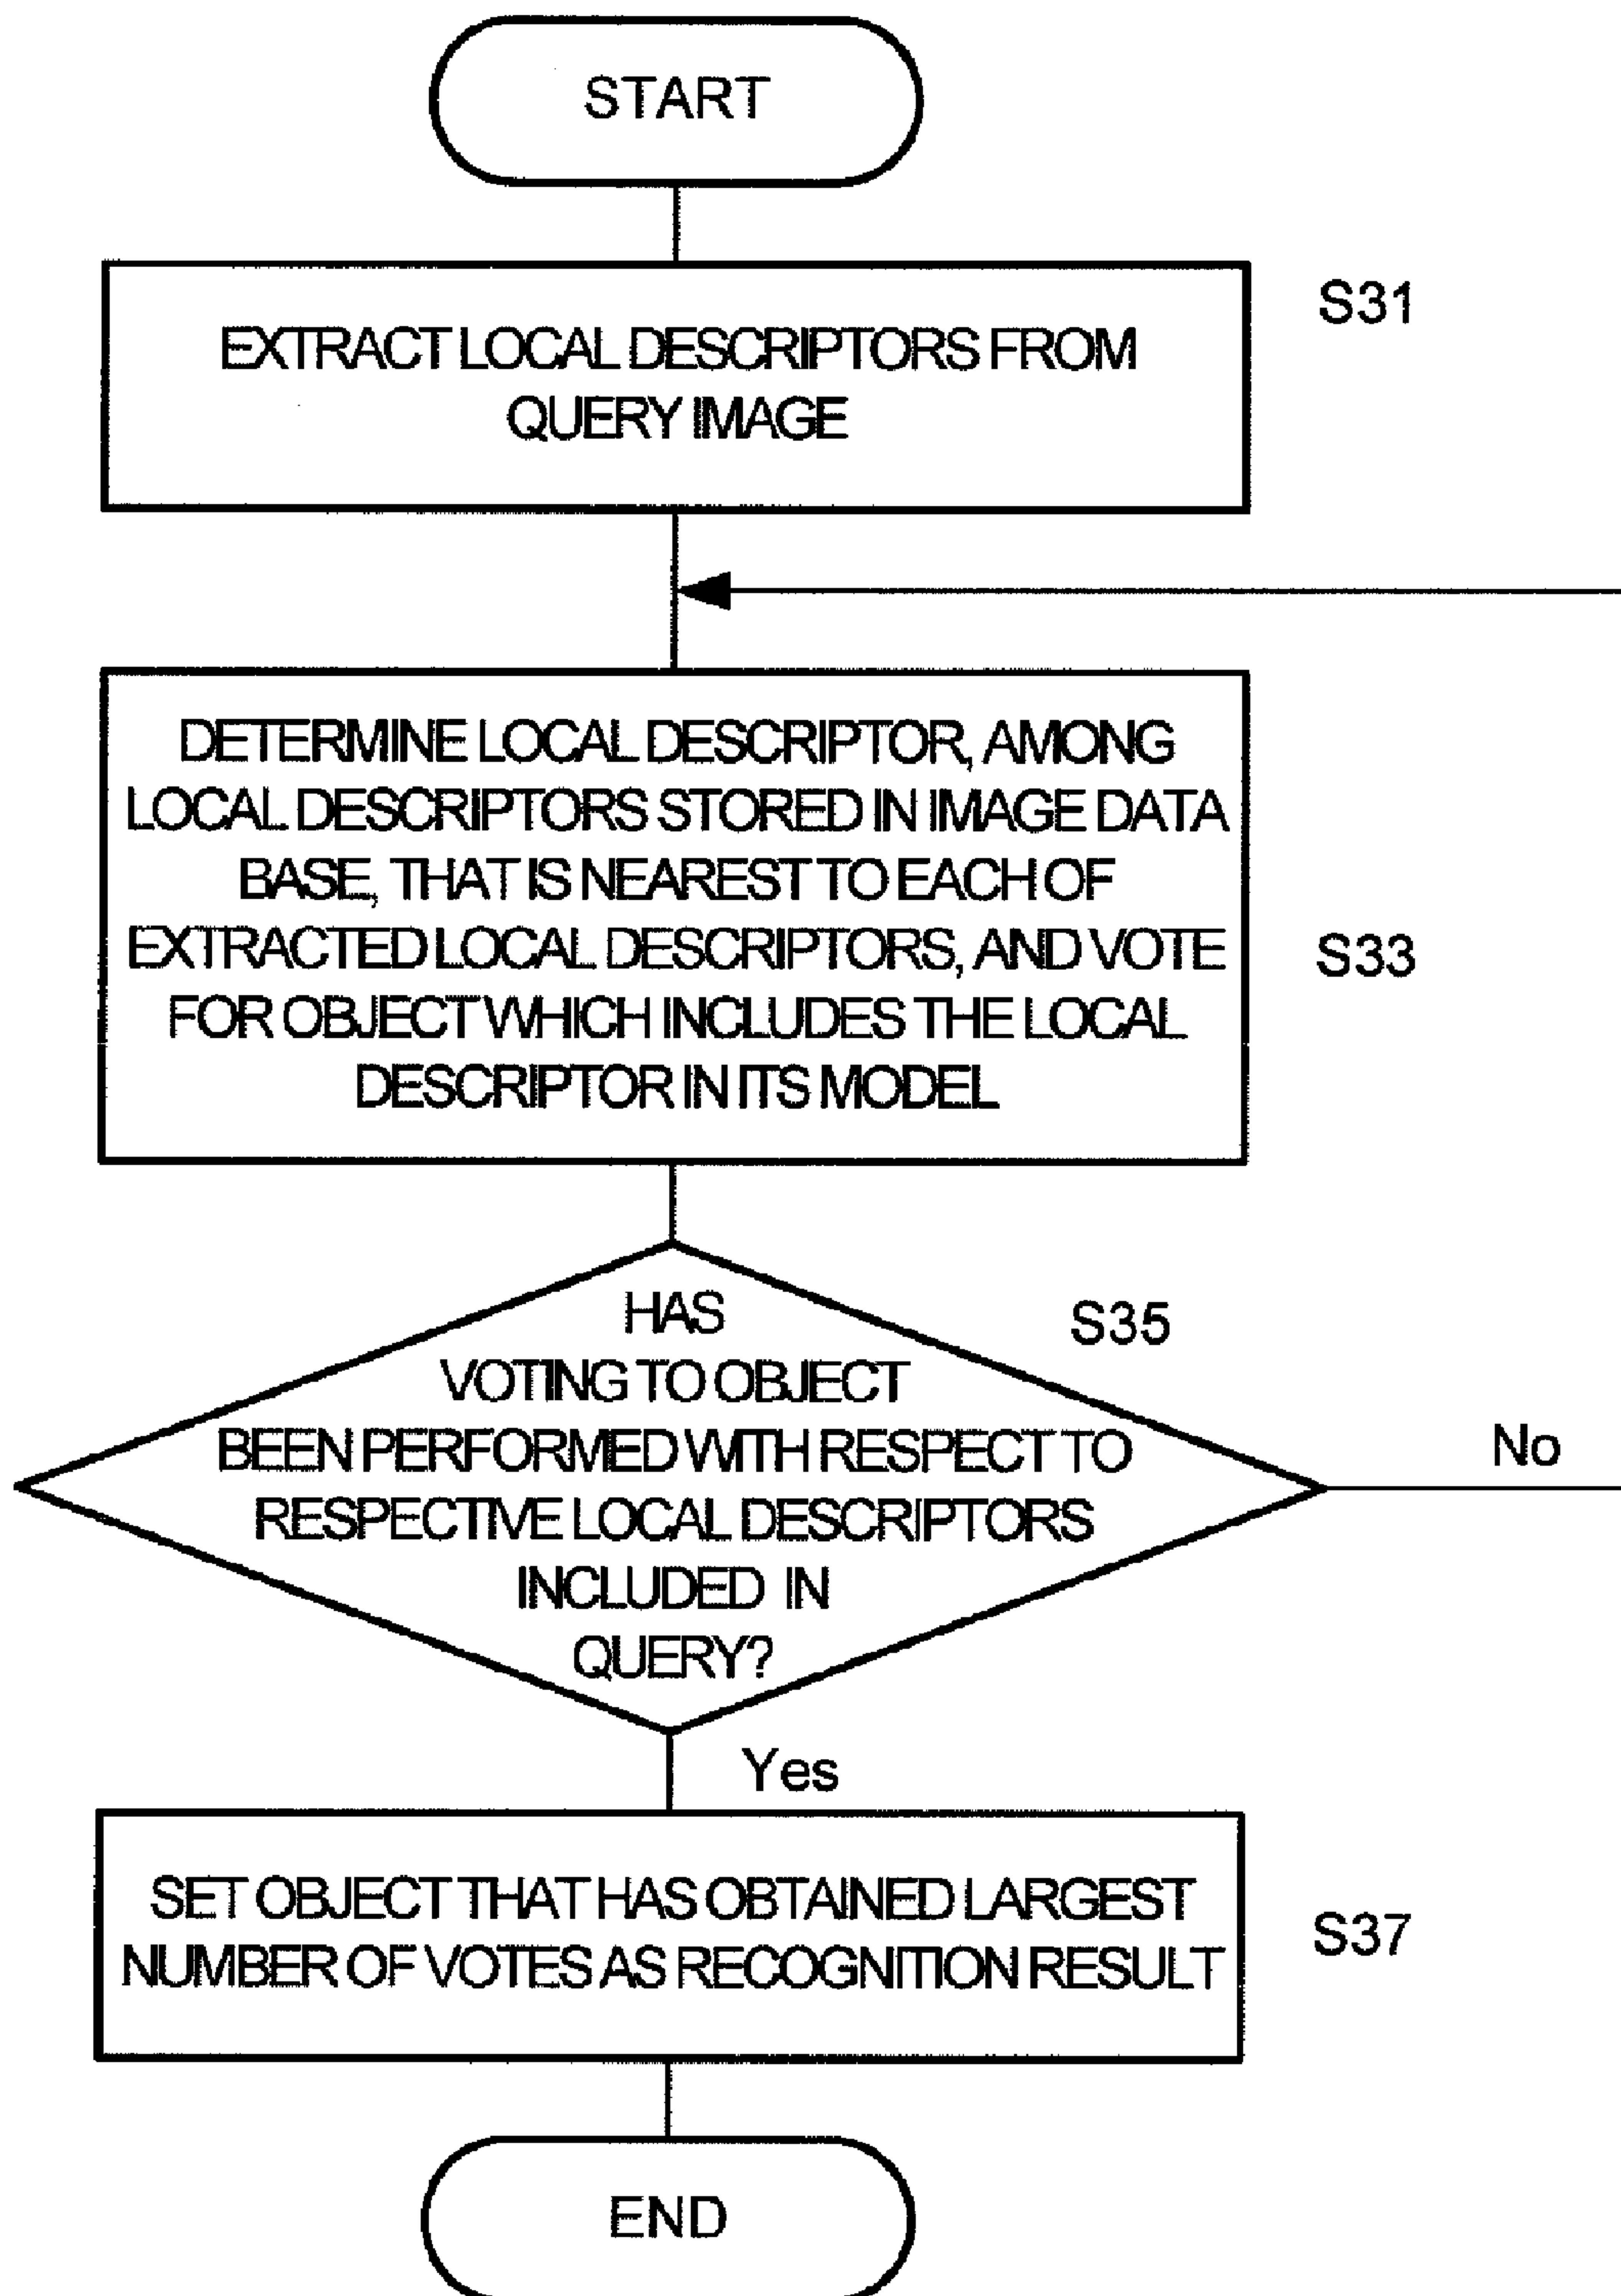 START
S31
EXTRACT LOCAL DESCRIPTORS FROM
QUERY IMAGE
DETERMINE LOCAL DESCRIPTOR, AMONG
LOCAL DESCRIPTORS STORED IN IMAGE DATA
BASE, THAT IS NEAREST TO EACH OF
EXTRACTED LOCAL DESCRIPTORS, AND VOTE
FOR OBJECT WHICH INCLUDES THE LOCAL
DESCRIPTOR IN ITS MODEL
S33
HAS
VOTING TO OBJECT
BEEN PERFORMED WITH RESPECT TO
RESPECTIVE LOCAL DESCRIPTORS
INCLUDED IN
QUERY?
S35
No
Yes
SET OBJECT THAT HAS OBTAINED LARGEST
NUMBER OF VOTES AS RECOGNITION RESULT
S37
END